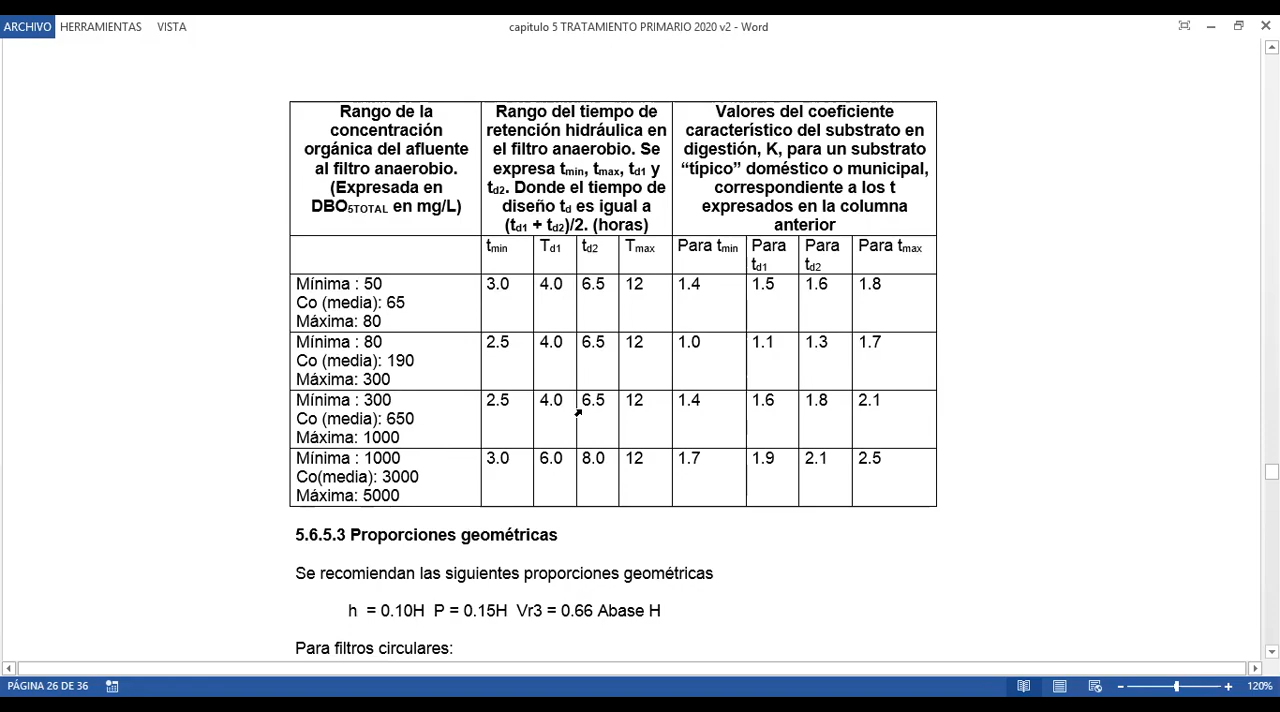 ARCHIVO HERRAMIENTAS VISTA
capitulo 5 TRATAMIENTO PRIMARIO 2020 v2 - Word
Rango de la
concentración
orgánica del afluente
al filtro anaerobio.
(Expresada en
DBO5TOTAL en mg/L)
Rango del tiempo de
retención hidráulica en
el filtro anaerobio. Se
expresa tmin, tmax, td1 y
td2. Donde el tiempo de
diseño td es igual a
(td1 + td2)/2. (horas)
Valores del coeficiente
característico del substrato en
digestión, K, para un substrato
“típico” doméstico o municipal,
correspondiente a los t
expresados en la columna
anterior
tmin Td1 td2 Tmax Para tmin Para td1 Para td2 Para tmax
Mínima : 50 3.0 4.0 6.5 12 1.4 1.5 1.6 1.8
Co (media): 65
Máxima: 80
Mínima : 80 2.5 4.0 6.5 12 1.0 1.1 1.3 1.7
Co (media): 190
Máxima: 300
Mínima : 300 2.5 4.0 6.5 12 1.4 1.6 1.8 2.1
Co (media): 650
Máxima: 1000
Mínima : 1000 3.0 6.0 8.0 12 1.7 1.9 2.1 2.5
Co(media): 3000
Máxima: 5000
5.6.5.3 Proporciones geométricas
Se recomiendan las siguientes proporciones geométricas
h = 0.10H P = 0.15H Vr3 = 0.66 Abase H
Para filtros circulares:
PÁGINA 26 DE 36 120%